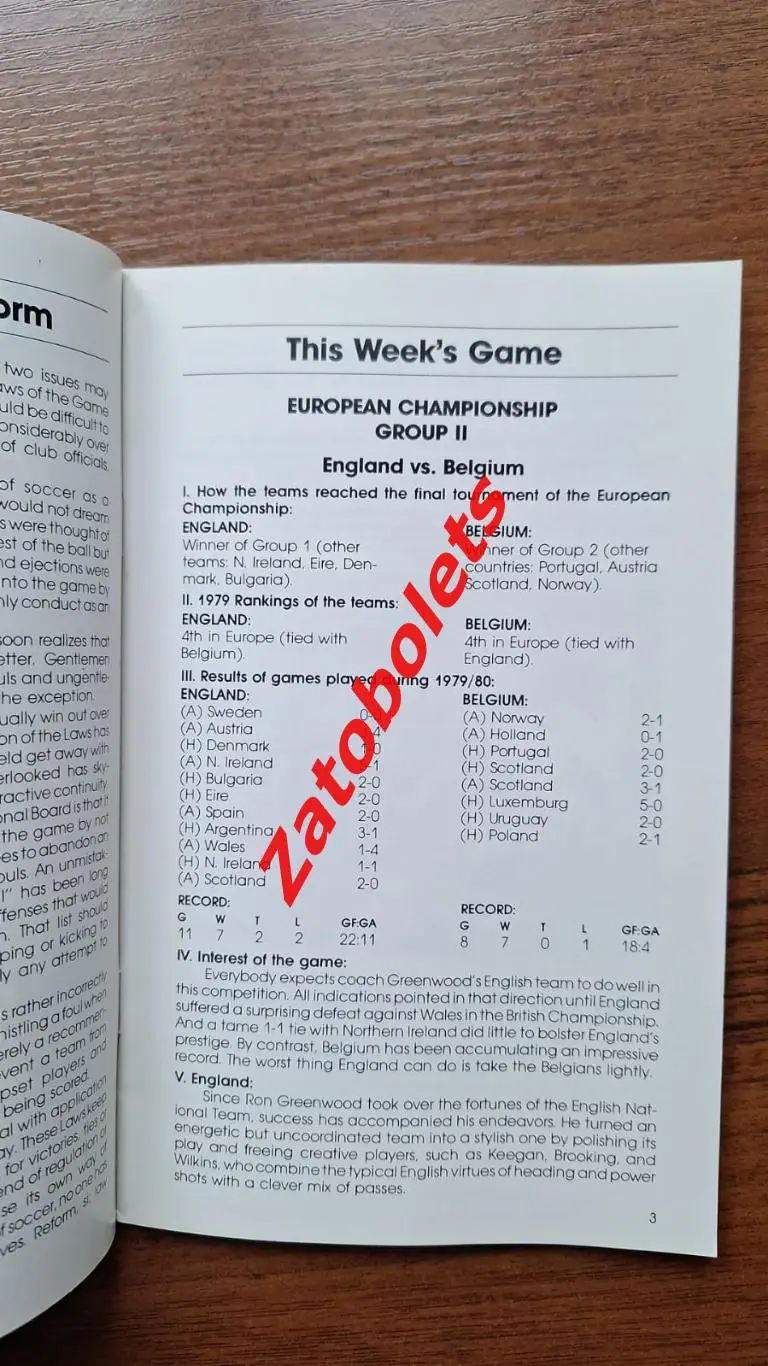 orm
two issues may
aws of the Game
uld be difficult to
onsiderably over
of club officials.
of soccer as a
would not dream
s were thought of
est of the ball but
nd ejections were
into the game by
nly conduct as an
soon realizes that
etter. Gentlemen
uls and ungentle-
the exception.
ually win out over
on of the Laws has
eld get away with
erlooked has sky-
ractive continuity
onal Board is that it
the game by not
es to abandon an
ouls. An unmistak-
l" has been long
ffenses that would
n. That list should
ping or kicking to
ly any attempt to
s rather incorrectly
histling a foul when
erely a recommen-
vent a team from
pset players and
being scored.
al with application
ay. These Laws keep
for victories, ties or
end of regulation
se its own way of
of soccer, no one has
ves. Reform, si, law
This Week's Game
EUROPEAN CHAMPIONSHIP
GROUP II
England vs. Belgium
I. How the teams reached the final tournament of the European
Championship:
ENGLAND:
Winner of Group 1 (other
teams: N. Ireland, Eire, Den-
mark, Bulgaria).
BELGIUM:
Winner of Group 2 (other
countries: Portugal, Austria
Scotland, Norway).
II. 1979 Rankings of the teams:
ENGLAND:
4th in Europe (tied with
Belgium).
BELGIUM:
4th in Europe (tied with
England).
III. Results of games played during 1979/80:
ENGLAND:
(A) Sweden
(A) Austria
(H) Denmark 1-0
(A) N. Ireland
(H) Bulgaria 2-0
(H) Eire 2-0
(A) Spain 2-0
(H) Argentina 3-1
(A) Wales 1-4
(H) N. Ireland 1-1
(A) Scotland 2-0
RECORD:
G W T L GF:GA
11 7 2 2 22:11
BELGIUM:
(A) Norway 2-1
(A) Holland 0-1
(H) Portugal 2-0
(H) Scotland 2-0
(A) Scotland 3-1
(H) Luxemburg 5-0
(H) Uruguay 2-0
(H) Poland 2-1
RECORD:
G W T L GF:GA
8 7 0 1 18:4
IV. Interest of the game:
Everybody expects coach Greenwood's English team to do well in
this competition. All indications pointed in that direction until England
suffered a surprising defeat against Wales in the British Championship.
And a tame 1-1 tie with Northern Ireland did little to bolster England's
prestige. By contrast, Belgium has been accumulating an impressive
record. The worst thing England can do is take the Belgians lightly.
V. England:
Since Ron Greenwood took over the fortunes of the English Nat-
ional Team, success has accompanied his endeavors. He turned an
energetic but uncoordinated team into a stylish one by polishing its
play and freeing creative players, such as Keegan, Brooking, and
Wilkins, who combine the typical English virtues of heading and power
shots with a clever mix of passes.
3
Zatobolets